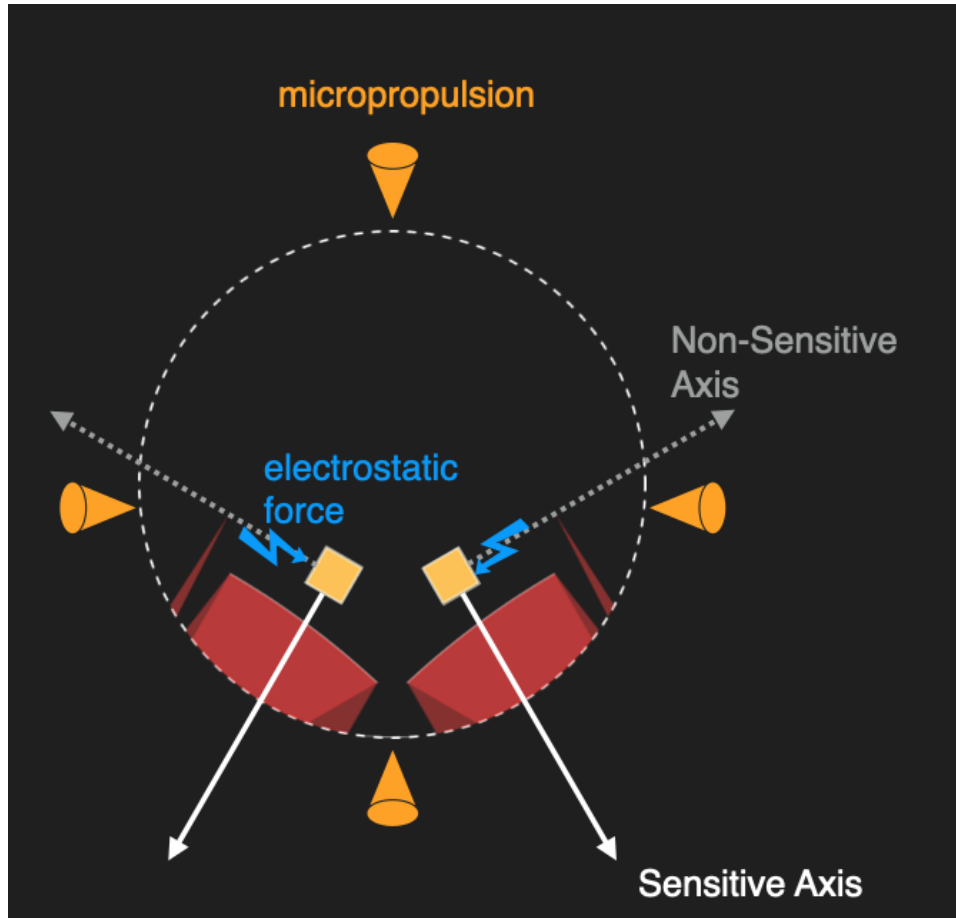 micropropulsion
Non-Sensitive
Axis
electrostatic
force
Sensitive Axis